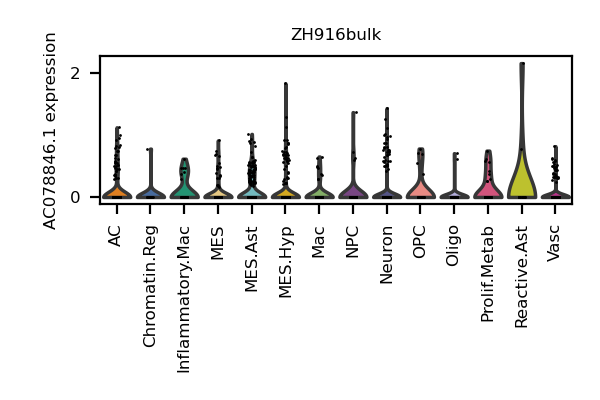 ZH916bulk
AC078846.1 expression
2
0
AC
Chromatin.Reg
Inflammatory.Mac
MES
MES.Ast
MES.Hyp
Mac
NPC
Neuron
OPC
Oligo
Prolif.Metab
Reactive.Ast
Vasc